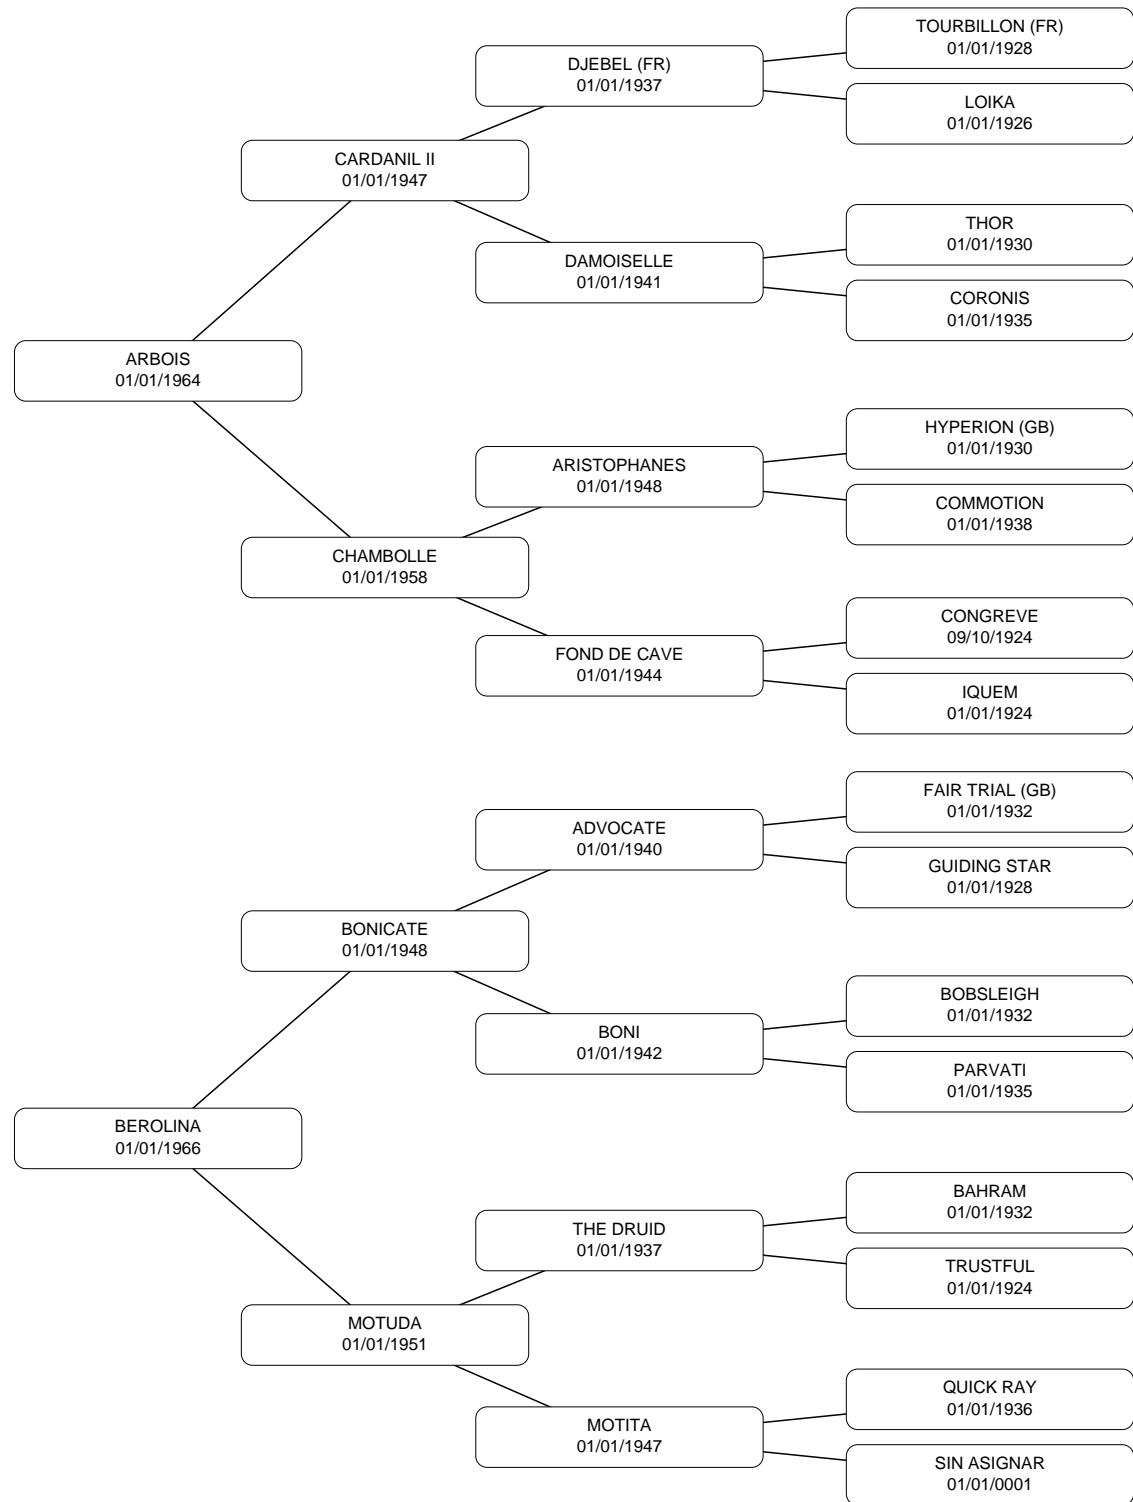 TOURBILLON (FR)
01/01/1928
DJEBEL (FR)
01/01/1937
LOIKA
01/01/1926
CARDANIL II
01/01/1947
THOR
01/01/1930
DAMOISELLE
01/01/1941
CORONIS
01/01/1935
ARBOIS
01/01/1964
HYPERION (GB)
01/01/1930
ARISTOPHANES
01/01/1948
COMMOTION
01/01/1938
CHAMBOLLE
01/01/1958
CONGREVE
09/10/1924
FOND DE CAVE
01/01/1944
IQUEM
01/01/1924
FAIR TRIAL (GB)
01/01/1932
ADVOCATE
01/01/1940
GUIDING STAR
01/01/1928
BONICATE
01/01/1948
BOBSLEIGH
01/01/1932
BONI
01/01/1942
PARVATI
01/01/1935
BEROLINA
01/01/1966
BAHRAM
01/01/1932
THE DRUID
01/01/1937
TRUSTFUL
01/01/1924
MOTUDA
01/01/1951
QUICK RAY
01/01/1936
MOTITA
01/01/1947
SIN ASIGNAR
01/01/0001